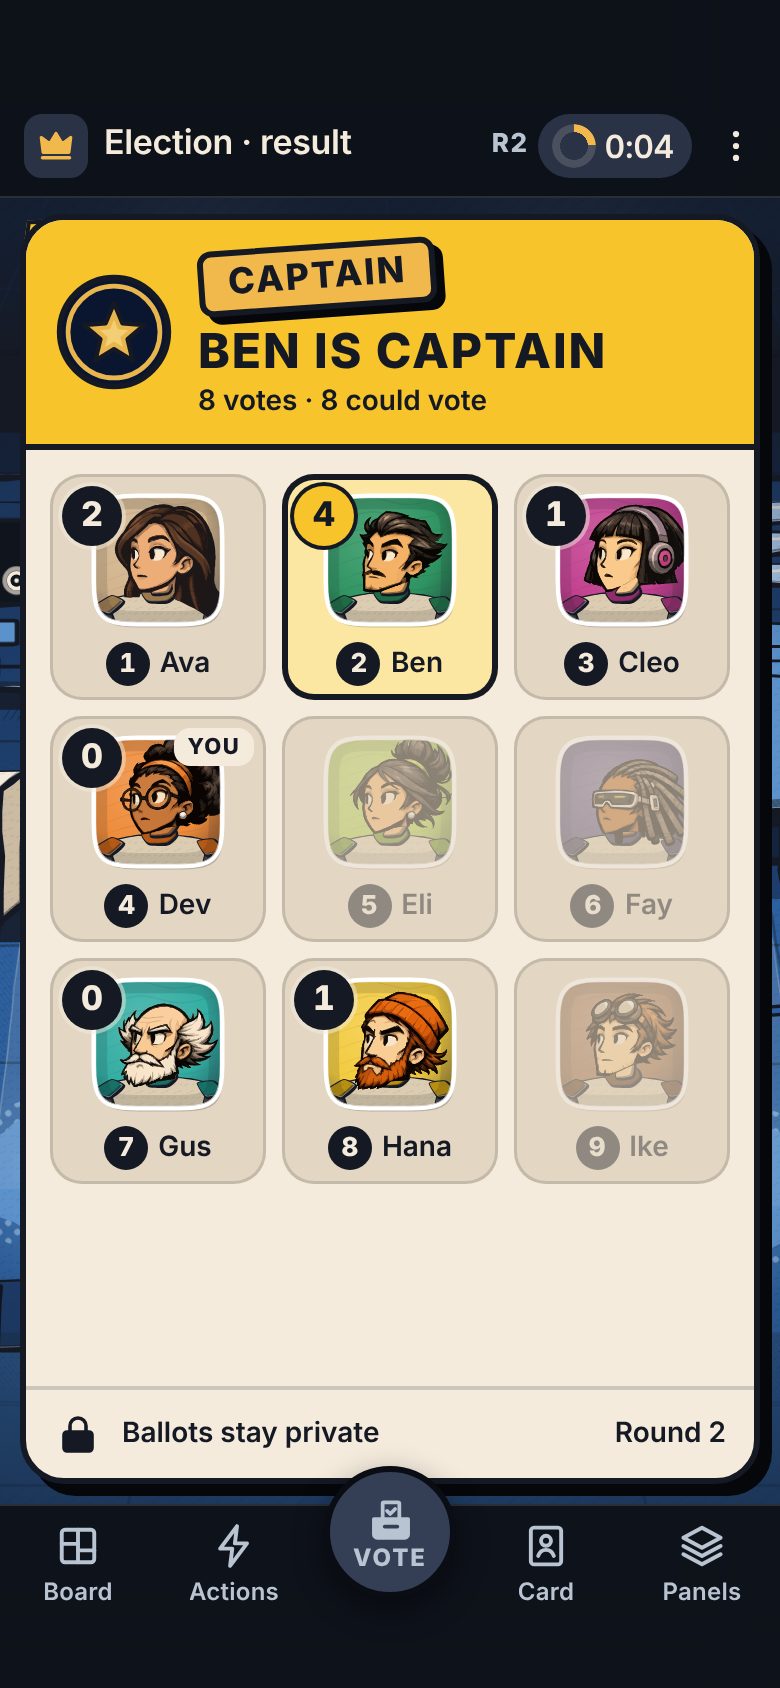 Election · result
R2
0:04
CAPTAIN
BEN IS CAPTAIN
8 votes · 8 could vote
2
4
1
1 Ava
2 Ben
3 Cleo
0
YOU
4 Dev
5 Eli
6 Fay
0
1
7 Gus
8 Hana
9 Ike
Ballots stay private
Round 2
Board
Actions
VOTE
Card
Panels